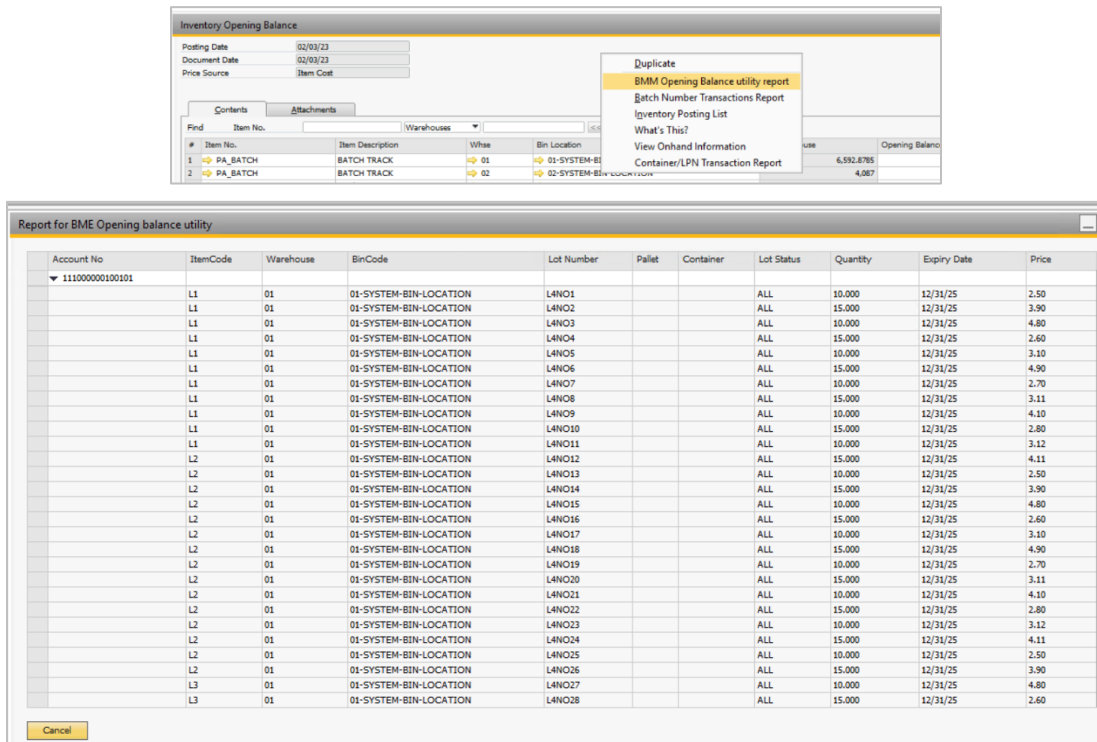 Inventory Opening Balance
Posting Date 02/03/23
Document Date 02/03/23
Price Source Item Cost
Duplicate
BMM Opening Balance utility report
Batch Number Transactions Report
Inventory Posting List
What's This?
View Onhand Information
Container/LPN Transaction Report
Contents Attachments
Find Item No. Warehouses <<
# Item No. Item Description Whse Bin Location Opening
1 PA_BATCH BATCH TRACK 01 6,592.8785
2 PA_BATCH BATCH TRACK 02 4,087
Report for BME Opening balance utility
Account No ItemCode Warehouse BinCode Lot Number Pallet Container Lot Status Quantity Expiry Date Price
111000000100101
L1 01 01-SYSTEM-BIN-LOCATION L4NO1 ALL 10.000 12/31/25 2.50
L1 01 01-SYSTEM-BIN-LOCATION L4NO2 ALL 15.000 12/31/25 3.90
L1 01 01-SYSTEM-BIN-LOCATION L4NO3 ALL 10.000 12/31/25 4.80
L1 01 01-SYSTEM-BIN-LOCATION L4NO4 ALL 15.000 12/31/25 2.60
L1 01 01-SYSTEM-BIN-LOCATION L4NO5 ALL 10.000 12/31/25 3.10
L1 01 01-SYSTEM-BIN-LOCATION L4NO6 ALL 15.000 12/31/25 4.90
L1 01 01-SYSTEM-BIN-LOCATION L4NO7 ALL 10.000 12/31/25 2.70
L1 01 01-SYSTEM-BIN-LOCATION L4NO8 ALL 15.000 12/31/25 3.11
L1 01 01-SYSTEM-BIN-LOCATION L4NO9 ALL 10.000 12/31/25 4.10
L1 01 01-SYSTEM-BIN-LOCATION L4NO10 ALL 15.000 12/31/25 2.80
L1 01 01-SYSTEM-BIN-LOCATION L4NO11 ALL 10.000 12/31/25 3.12
L2 01 01-SYSTEM-BIN-LOCATION L4NO12 ALL 15.000 12/31/25 4.11
L2 01 01-SYSTEM-BIN-LOCATION L4NO13 ALL 10.000 12/31/25 2.50
L2 01 01-SYSTEM-BIN-LOCATION L4NO14 ALL 15.000 12/31/25 3.90
L2 01 01-SYSTEM-BIN-LOCATION L4NO15 ALL 10.000 12/31/25 4.80
L2 01 01-SYSTEM-BIN-LOCATION L4NO16 ALL 15.000 12/31/25 2.60
L2 01 01-SYSTEM-BIN-LOCATION L4NO17 ALL 10.000 12/31/25 3.10
L2 01 01-SYSTEM-BIN-LOCATION L4NO18 ALL 15.000 12/31/25 4.90
L2 01 01-SYSTEM-BIN-LOCATION L4NO19 ALL 10.000 12/31/25 2.70
L2 01 01-SYSTEM-BIN-LOCATION L4NO20 ALL 15.000 12/31/25 3.11
L2 01 01-SYSTEM-BIN-LOCATION L4NO21 ALL 10.000 12/31/25 4.10
L2 01 01-SYSTEM-BIN-LOCATION L4NO22 ALL 15.000 12/31/25 2.80
L2 01 01-SYSTEM-BIN-LOCATION L4NO23 ALL 10.000 12/31/25 3.12
L2 01 01-SYSTEM-BIN-LOCATION L4NO24 ALL 15.000 12/31/25 4.11
L2 01 01-SYSTEM-BIN-LOCATION L4NO25 ALL 10.000 12/31/25 2.50
L2 01 01-SYSTEM-BIN-LOCATION L4NO26 ALL 15.000 12/31/25 3.90
L3 01 01-SYSTEM-BIN-LOCATION L4NO27 ALL 10.000 12/31/25 4.80
L3 01 01-SYSTEM-BIN-LOCATION L4NO28 ALL 15.000 12/31/25 2.60
Cancel